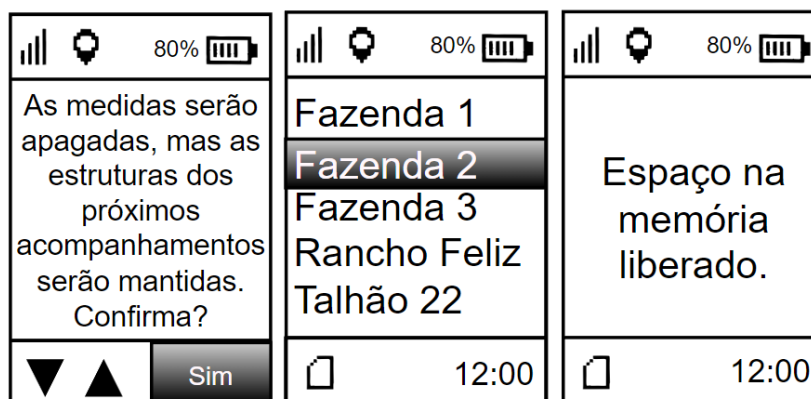 80%
As medidas serão
apagadas, mas as
estruturas dos
próximos
acompanhamentos
serão mantidas.
Confirma?
Sim
80%
Fazenda 1
Fazenda 2
Fazenda 3
Rancho Feliz
Talhão 22
12:00
80%
Espaço na
memória
liberado.
12:00